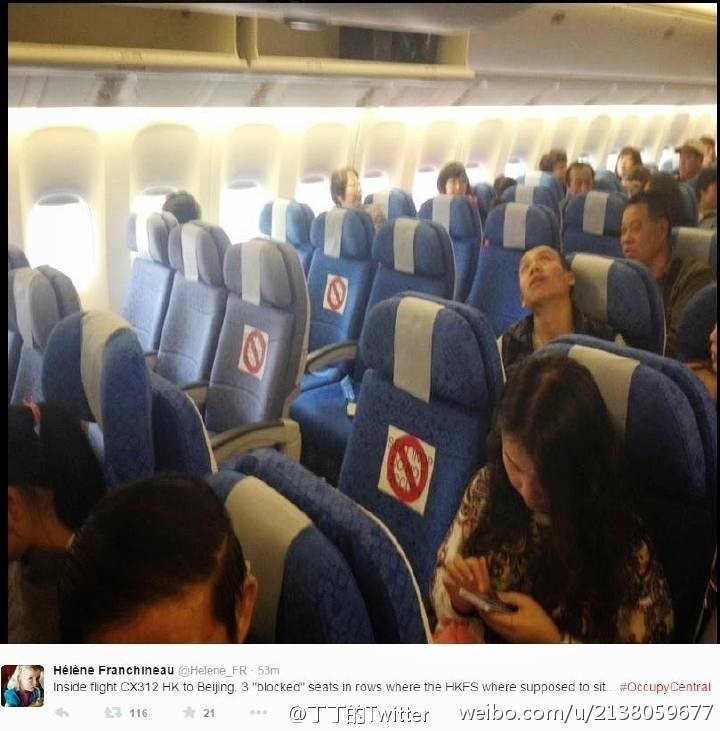 Hélène Franchineau @Helene_FR · 53m
Inside flight CX312 HK to Beijing. 3 "blocked" seats in rows where the HKFS where supposed to sit... #OccupyCentral
116 21
@丁丁的Twitter weibo.com/u/2138059677